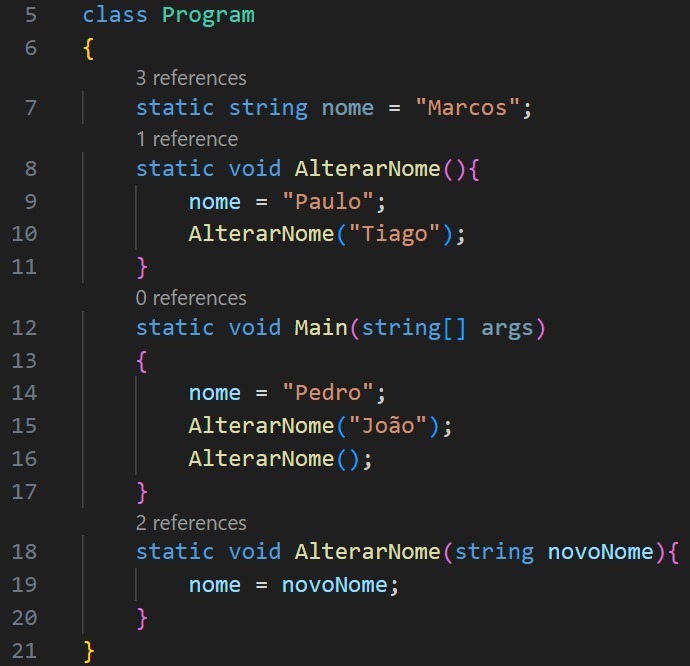 5 class Program
6 {
3 references
7 static string nome = "Marcos";
1 reference
8 static void AlterarNome(){
9 nome = "Paulo";
10 AlterarNome("Tiago");
11 }
0 references
12 static void Main(string[] args)
13 {
14 nome = "Pedro";
15 AlterarNome("João");
16 AlterarNome();
17 }
2 references
18 static void AlterarNome(string novoNome){
19 nome = novoNome;
20 }
21 }